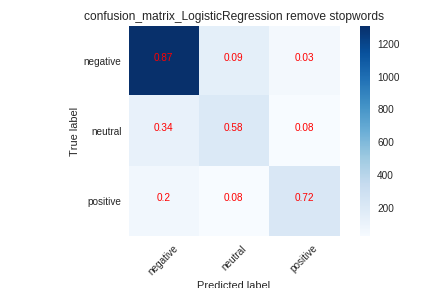 confusion_matrix_LogisticRegression remove stopwords
negative 0.87 0.09 0.03
neutral 0.34 0.58 0.08
positive 0.2 0.08 0.72
True label
negative neutral positive
Predicted label
1200
1000
800
600
400
200